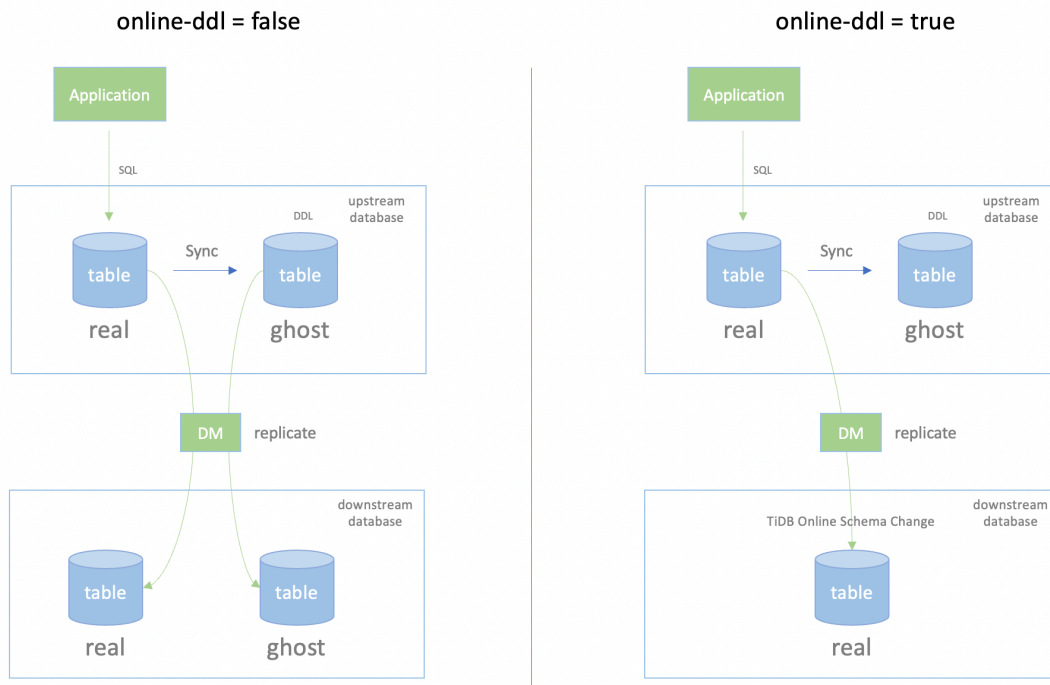 online-ddl = false
Application
SQL
upstream
database
DDL
Sync
table
table
real
ghost
DM
replicate
downstream
database
table
table
real
ghost
online-ddl = true
Application
SQL
upstream
database
DDL
Sync
table
table
real
ghost
DM
replicate
downstream
database
TiDB Online Schema Change
table
real